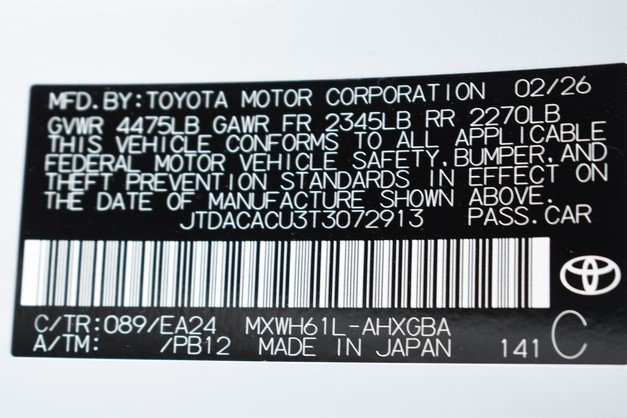 MFD.BY:TOYOTA MOTOR CORPORATION 02/26
GVWR 4475LB GAWR FR 2345LB RR 2270LB
THIS VEHICLE CONFORMS TO ALL APPLICABLE
FEDERAL MOTOR VEHICLE SAFETY,BUMPER,AND
THEFT PREVENTION STANDARDS IN EFFECT ON
THE DATE OF MANUFACTURE SHOWN ABOVE.
JTDACACU3T3072913 PASS.CAR
C/TR:089/EA24 MXWH61L-AHXGBA
A/TM: /PB12 MADE IN JAPAN 141 C